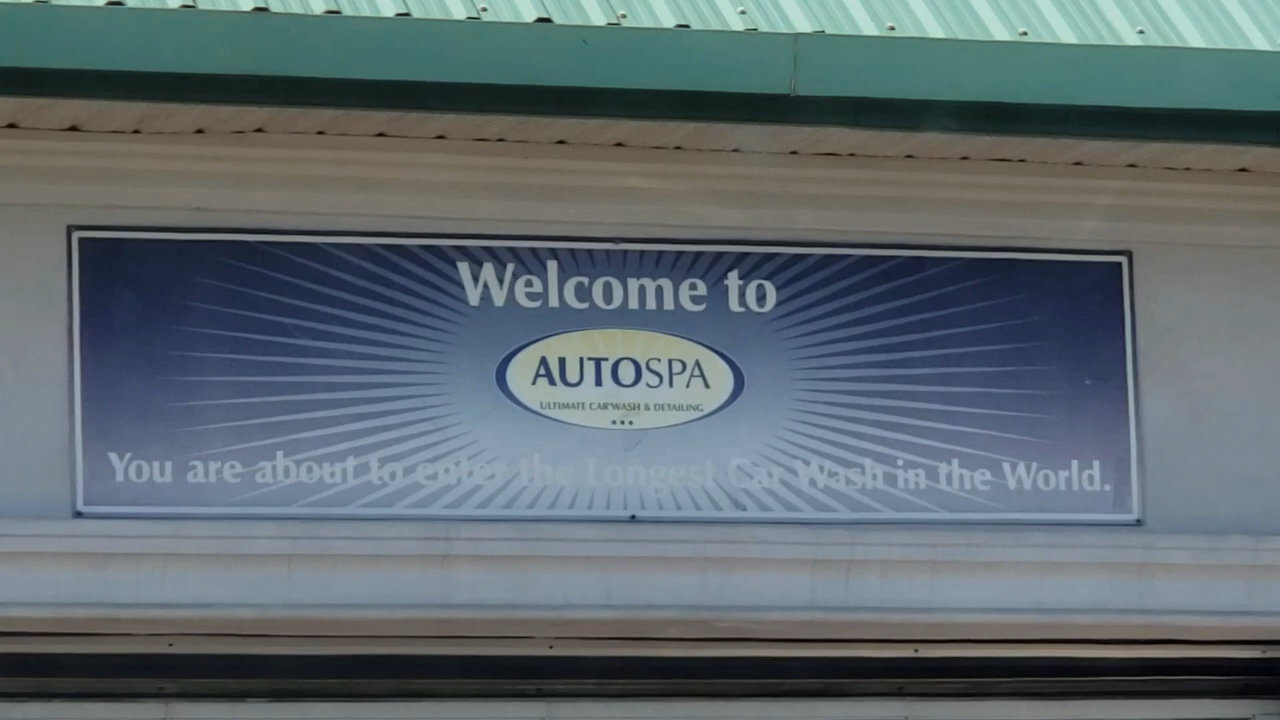 Welcome to
AUTOSPA
ULTIMATE CAR WASH & DETAILING
You are about to enter the Longest Car Wash in the World.